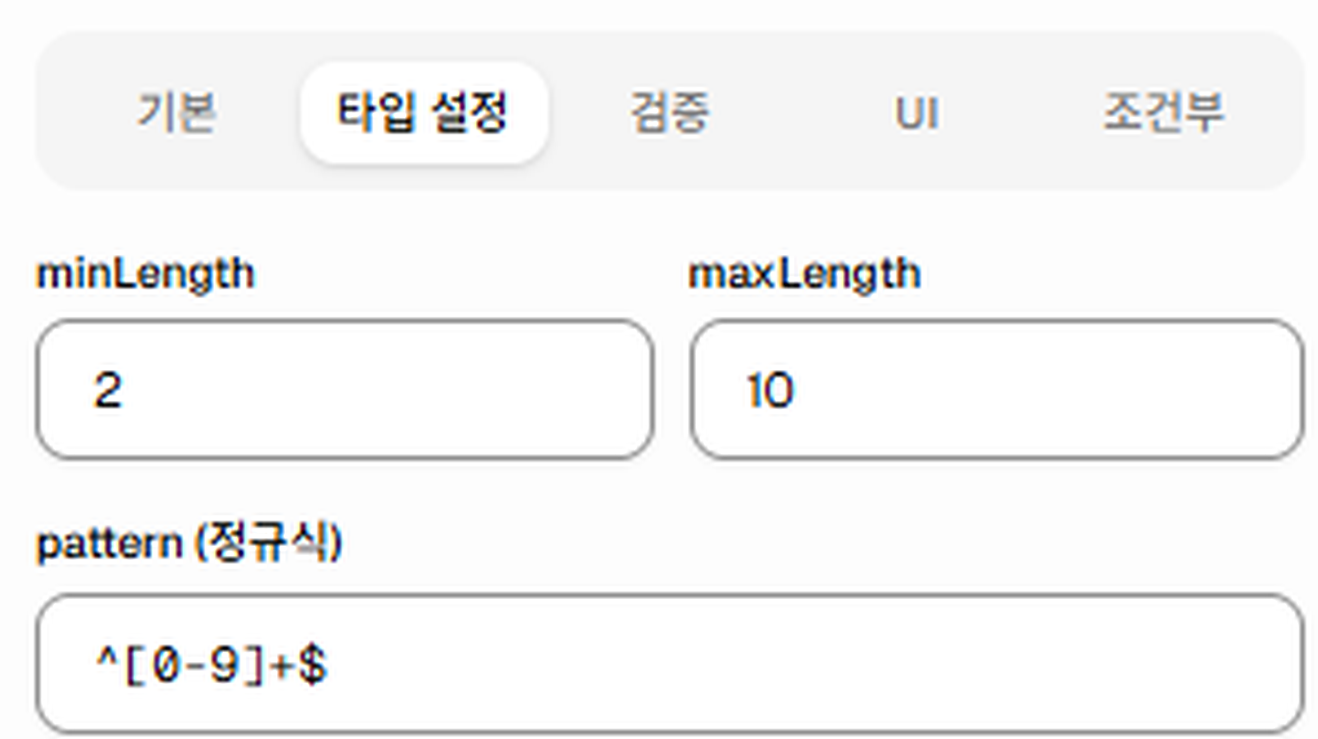 기본 타입 설정 검증 UI 조건부
minLength maxLength
2 10
pattern (정규식)
^[0-9]+$